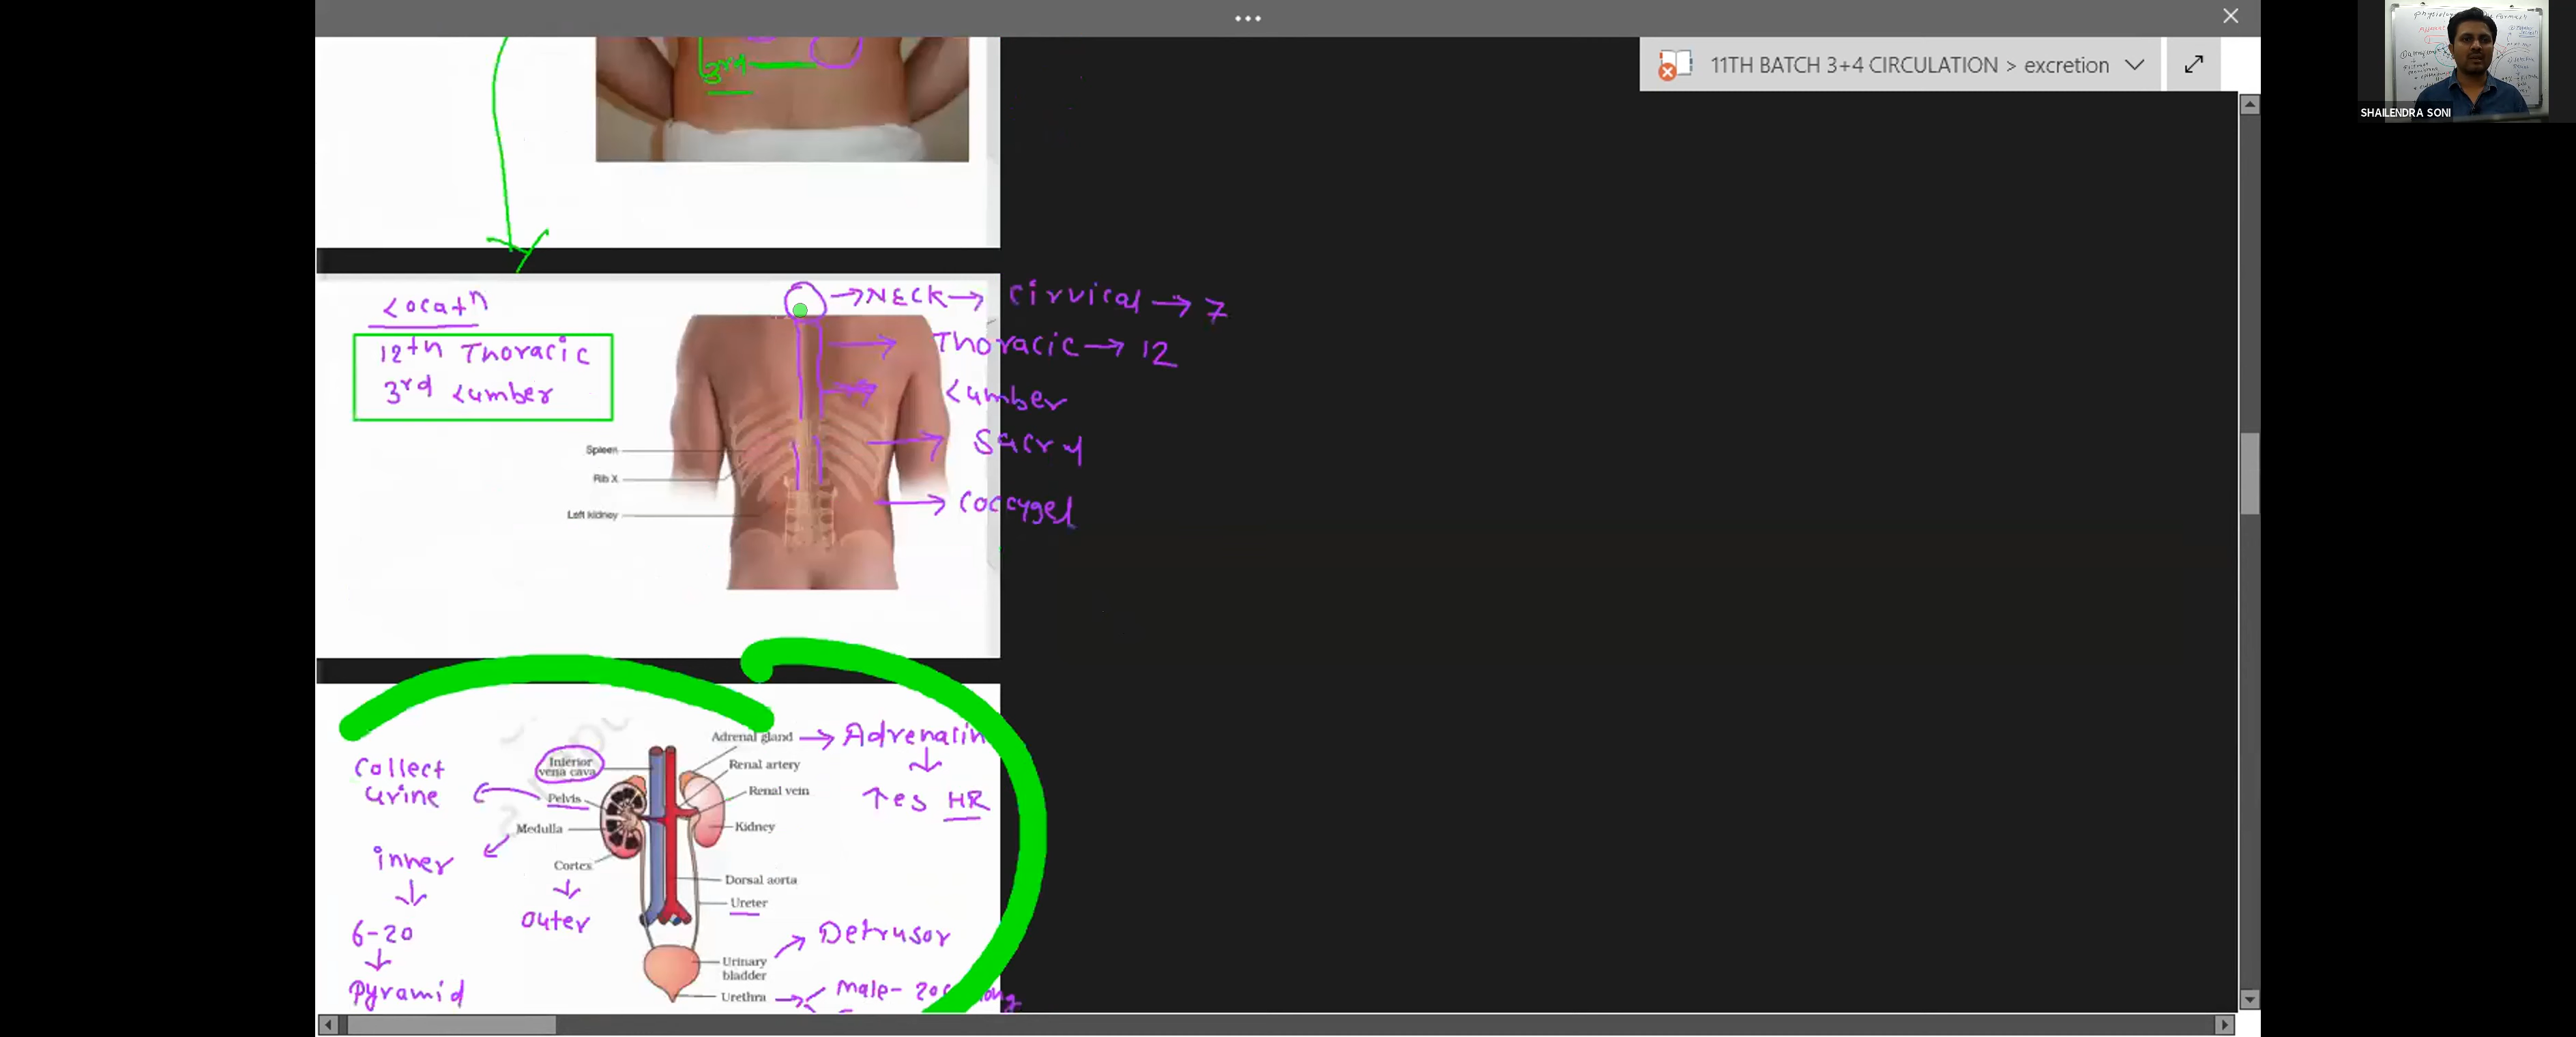 11TH BATCH 3+4 CIRCULATION > excretion
SHAILENDRA SONI
3rd
Locatn
12th Thoracic
3rd Lumber
→NECK→ Cirvical → 7
Thoracic → 12
Lumber
Sacral
Coccygel
Spleen
Rib X
Left kidney
Adrenal gland → Adrenalin
↑es HR
Inferior
vena cava
Renal artery
Collect
urine
Pelvis
Renal vein
Medulla
Kidney
inner
Cortex
outer
Dorsal aorta
Ureter
6-20
Pyramid
Detrusor
Urinary
bladder
Urethra
Male-